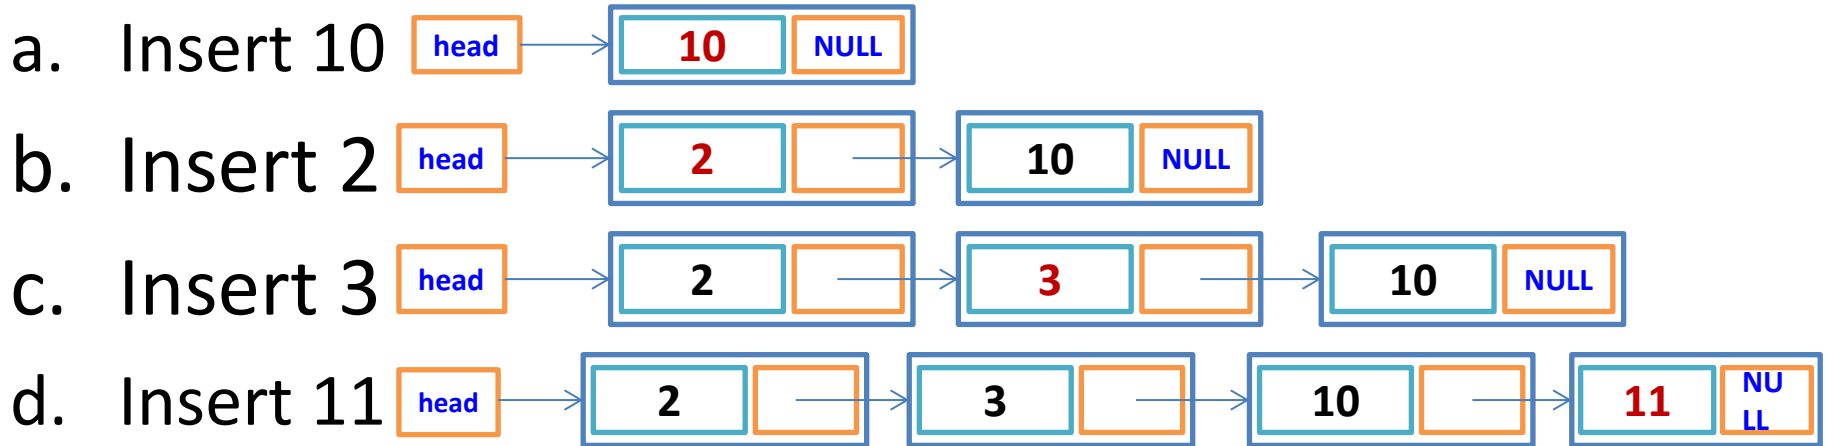 a. Insert 10 head 10 NULL
b. Insert 2 head 2 10 NULL
c. Insert 3 head 2 3 10 NULL
d. Insert 11 head 2 3 10 11 NU
LL